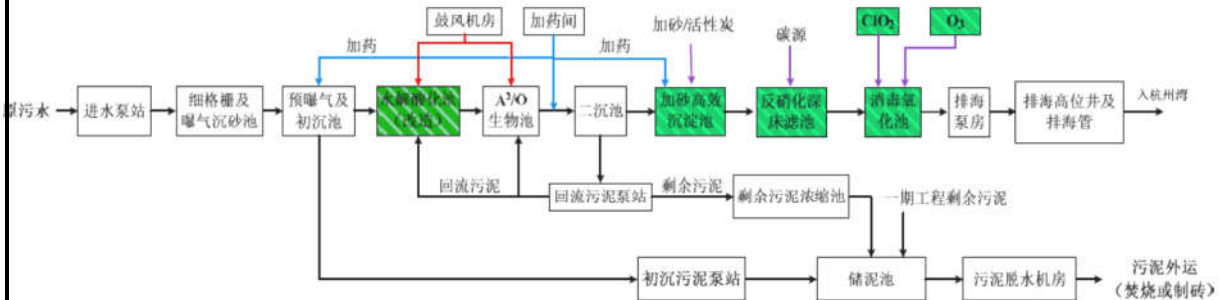 鼓风机房
加药间
加砂/活性炭
碳源
ClO₂
O₃
加药
加药
原污水
进水泵站
细格栅及
曝气沉砂池
预曝气及
初沉池
水解酸化池
(改造)
A²/O
生物池
二沉池
加砂高效
沉淀池
反硝化深
床滤池
消毒氧
化池
排海
泵房
排海高位井及
排海管
入杭州湾
回流污泥
回流污泥泵站
剩余污泥
剩余污泥浓缩池
一期工程剩余污泥
初沉污泥泵站
储泥池
污泥脱水机房
污泥外运
(焚烧或制砖)